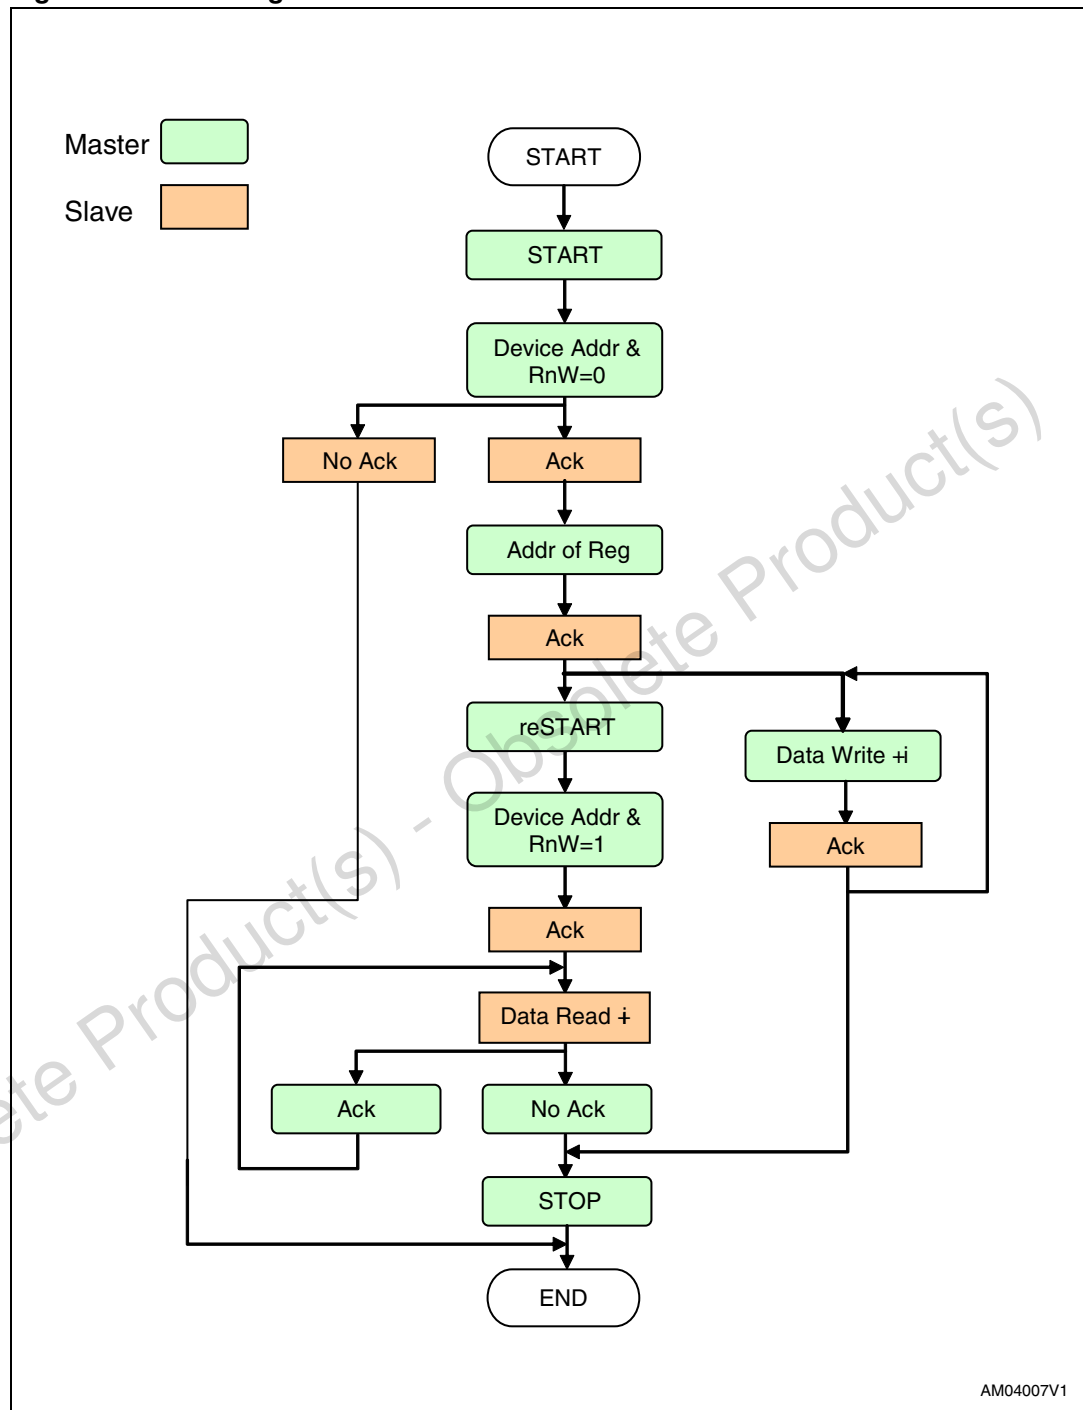 Master
Slave
START
START
Device Addr &
RnW=0
No Ack
Ack
Addr of Reg
Ack
reSTART
Data Write +i
Device Addr &
RnW=1
Ack
Ack
Data Read +i
Ack
No Ack
STOP
END
AM04007V1
Product(s) - Obsolete Product(s)